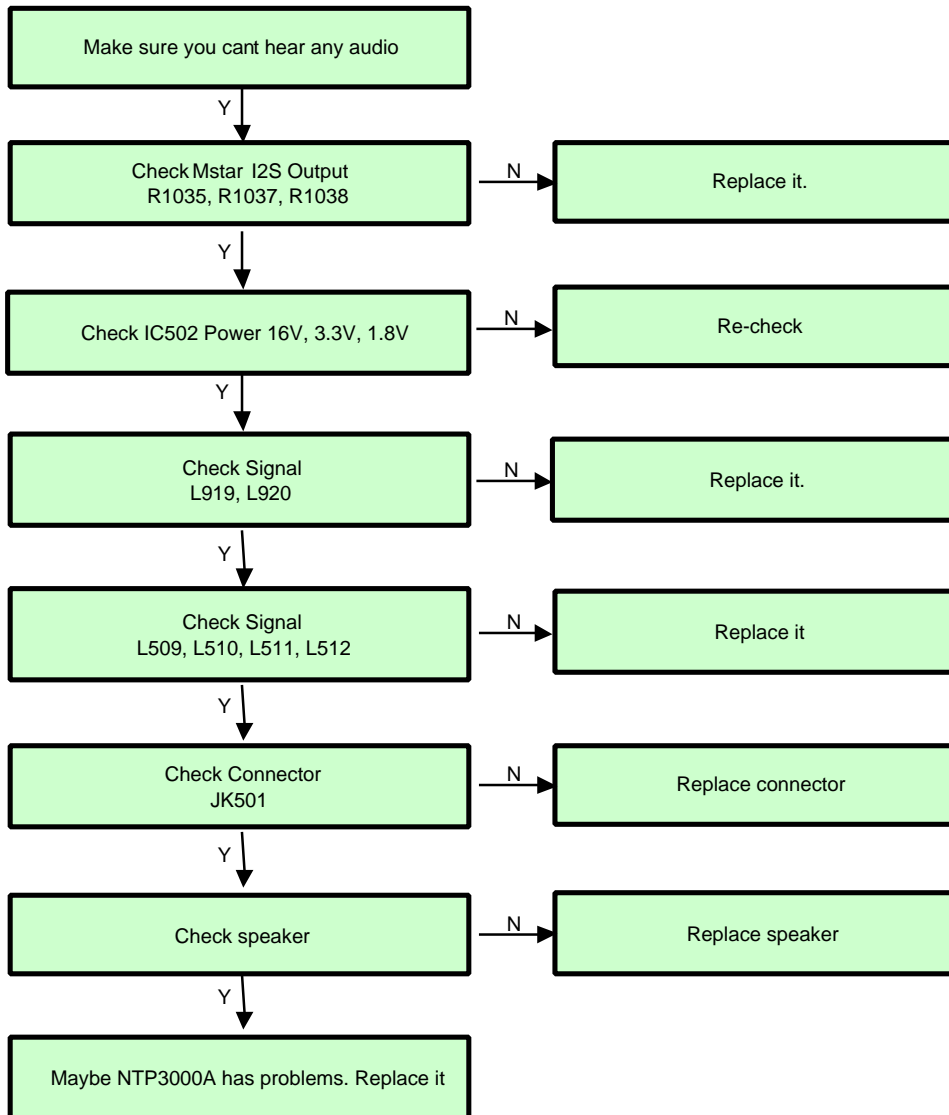 Make sure you cant hear any audio
Y
Check Mstar I2S Output
R1035, R1037, R1038
N
Replace it.
Y
Check IC502 Power 16V, 3.3V, 1.8V
N
Re-check
Y
Check Signal
L919, L920
N
Replace it.
Y
Check Signal
L509, L510, L511, L512
N
Replace it
Y
Check Connector
JK501
N
Replace connector
Y
Check speaker
N
Replace speaker
Y
Maybe NTP3000A has problems. Replace it